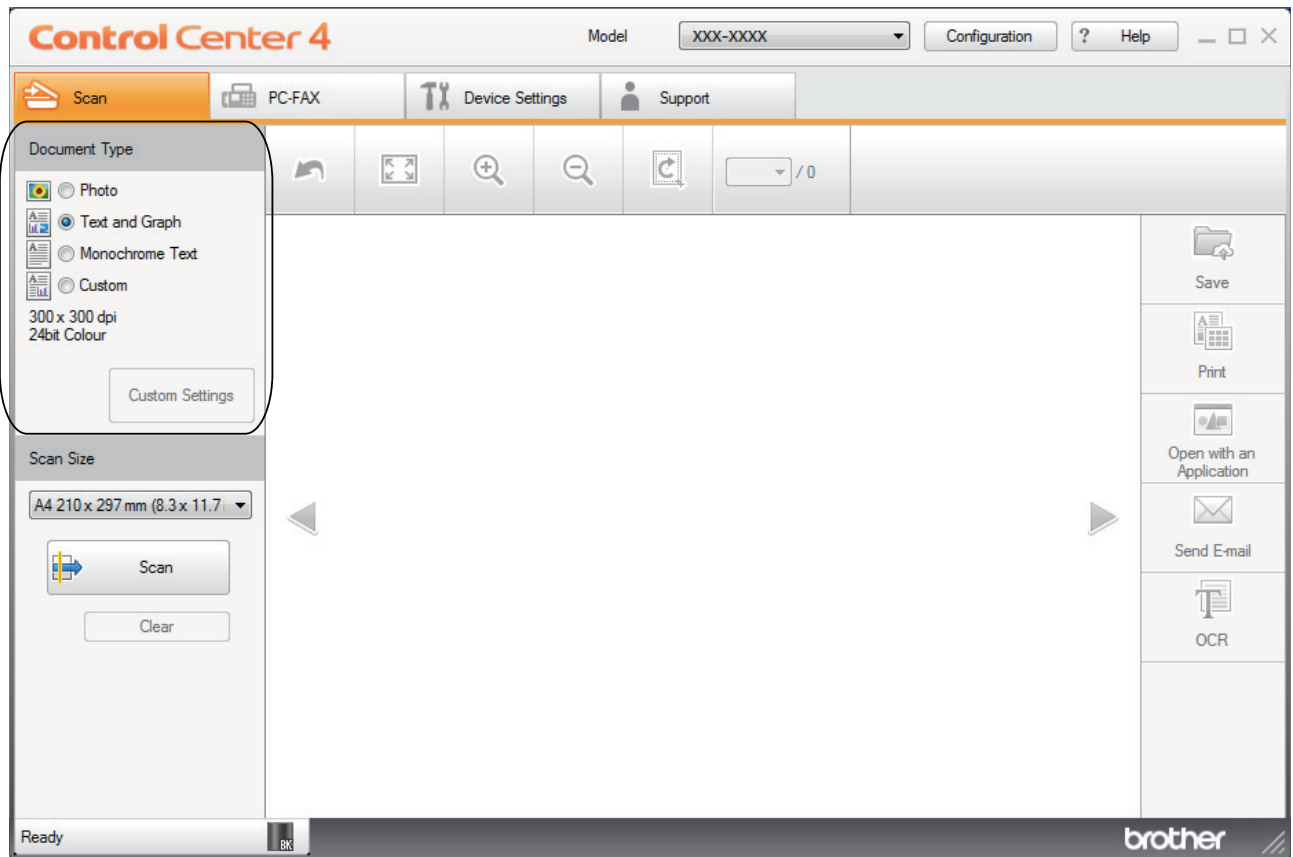 Control Center 4
Model XXX-XXXX Configuration ? Help
Scan PC-FAX Device Settings Support
Document Type
Photo
Text and Graph
Monochrome Text
Custom
300 x 300 dpi
24bit Colour
Custom Settings
/ 0
Scan Size
A4 210 x 297 mm (8.3 x 11.7
Scan
Clear
Save
Print
Open with an
Application
Send E-mail
OCR
Ready BK brother